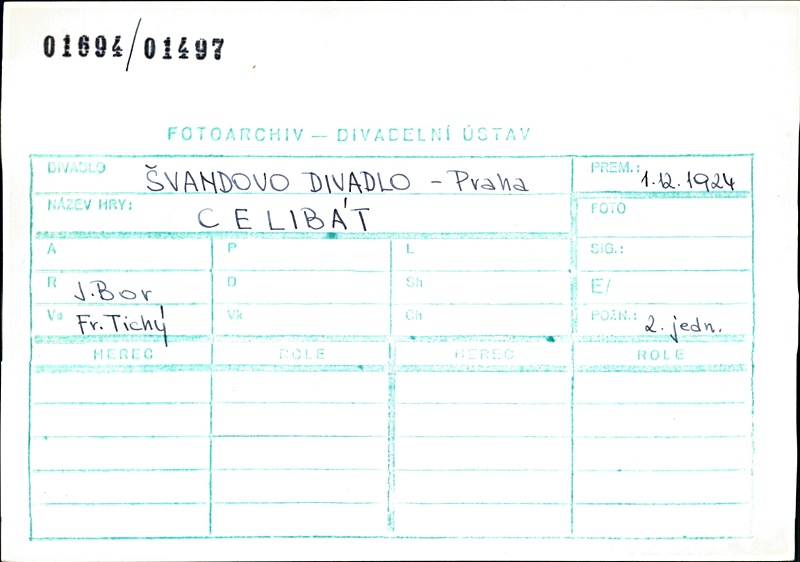 01694/01497
FOTOARCHIV — DIVADELNÍ ÚSTAV
DIVADLO ŠVANDOVO DIVADLO - Praha PREM.: 1.12.1924
NÁZEV HRY: CELIBÁT FOTO
A P L SIG.:
R J. Bor D Sh E/
Vs Fr. Tichý Vk Ch POZN.: 2. jedn.
HEREC ROLE HEREC ROLE